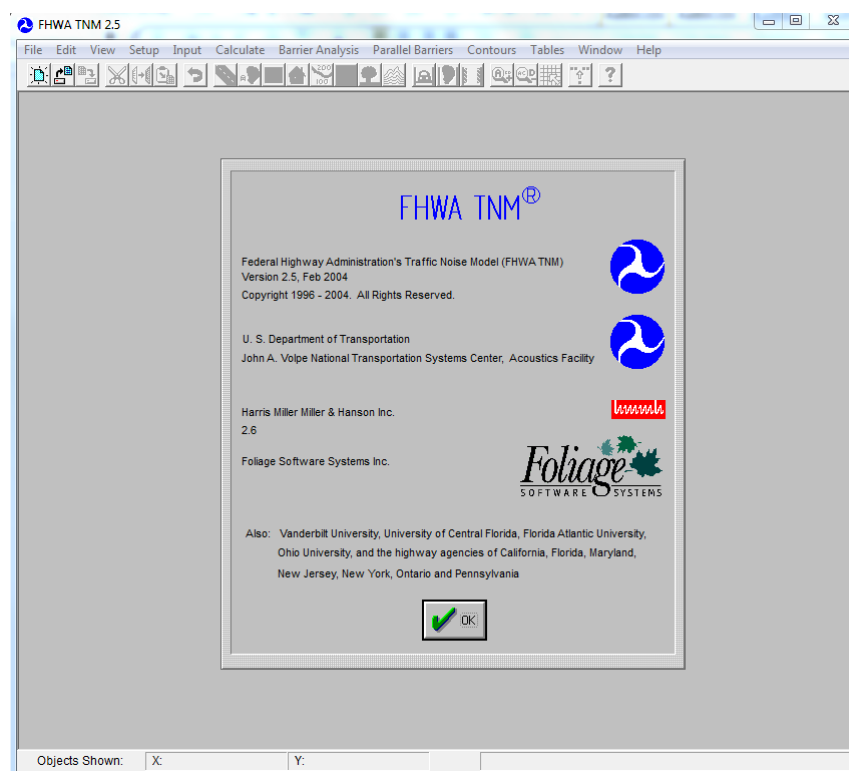 FHWA TNM 2.5
File Edit View Setup Input Calculate Barrier Analysis Parallel Barriers Contours Tables Window Help
FHWA TNM®
Federal Highway Administration's Traffic Noise Model (FHWA TNM)
Version 2.5, Feb 2004
Copyright 1996 - 2004. All Rights Reserved.
U. S. Department of Transportation
John A. Volpe National Transportation Systems Center, Acoustics Facility
Harris Miller Miller & Hanson Inc.
2.6
Foliage Software Systems Inc.
Foliage
SOFTWARE SYSTEMS
Also: Vanderbilt University, University of Central Florida, Florida Atlantic University,
Ohio University, and the highway agencies of California, Florida, Maryland,
New Jersey, New York, Ontario and Pennsylvania
OK
Objects Shown: X: Y: